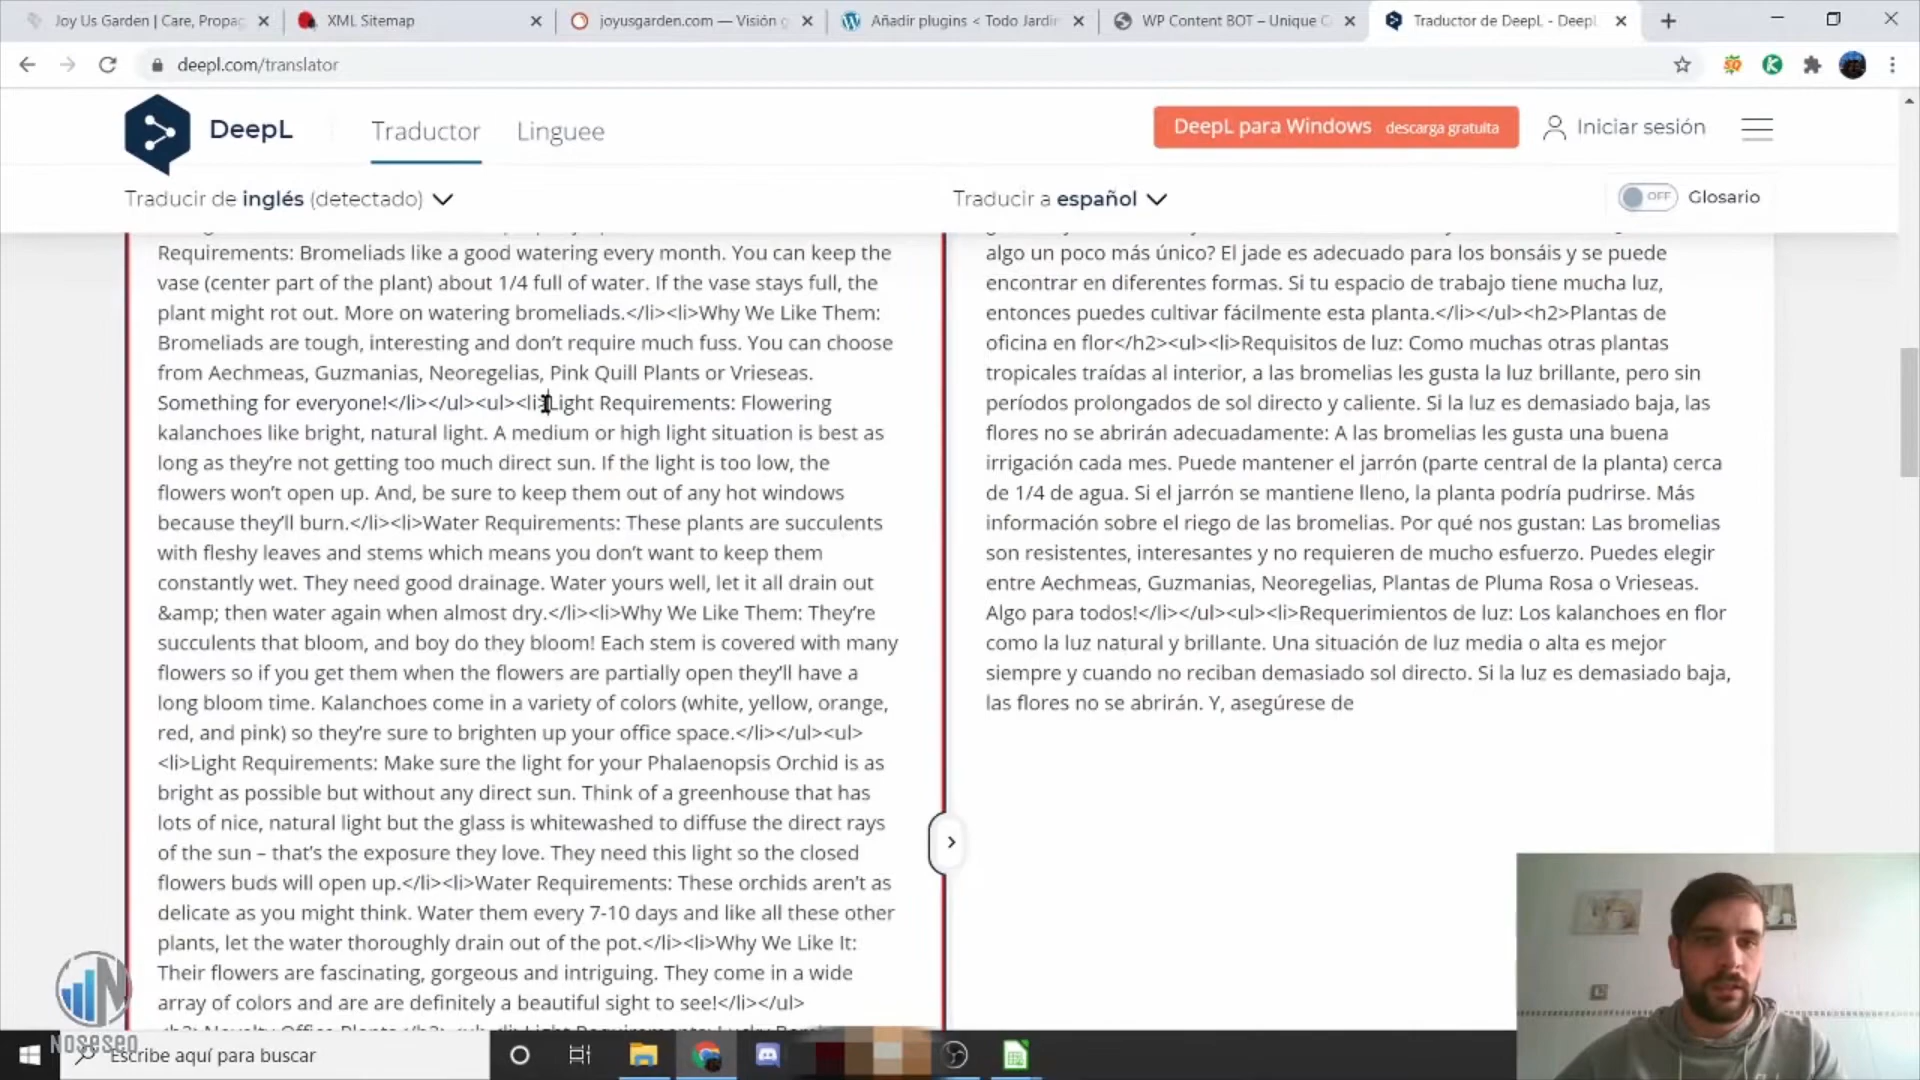 Joy Us Garden | Care, Propag
XML Sitemap
joyusgarden.com — Visión g
Añadir plugins < Todo Jardín
WP Content BOT – Unique C
Traductor de DeepL - DeepL
deepl.com/translator
DeepL
Traductor
Linguee
DeepL para Windows descarga gratuita
Iniciar sesión
Traducir de inglés (detectado)
Traducir a español
OFF
Glosario
Requirements: Bromeliads like a good watering every month. You can keep the
vase (center part of the plant) about 1/4 full of water. If the vase stays full, the
plant might rot out. More on watering bromeliads.</li><li>Why We Like Them:
Bromeliads are tough, interesting and don’t require much fuss. You can choose
from Aechmeas, Guzmanias, Neoregelias, Pink Quill Plants or Vrieseas.
Something for everyone!</li></ul><ul><li>Light Requirements: Flowering
kalanchoes like bright, natural light. A medium or high light situation is best as
long as they’re not getting too much direct sun. If the light is too low, the
flowers won’t open up. And, be sure to keep them out of any hot windows
because they’ll burn.</li><li>Water Requirements: These plants are succulents
with fleshy leaves and stems which means you don’t want to keep them
constantly wet. They need good drainage. Water yours well, let it all drain out
&amp; then water again when almost dry.</li><li>Why We Like Them: They’re
succulents that bloom, and boy do they bloom! Each stem is covered with many
flowers so if you get them when the flowers are partially open they’ll have a
long bloom time. Kalanchoes come in a variety of colors (white, yellow, orange,
red, and pink) so they’re sure to brighten up your office space.</li></ul><ul>
<li>Light Requirements: Make sure the light for your Phalaenopsis Orchid is as
bright as possible but without any direct sun. Think of a greenhouse that has
lots of nice, natural light but the glass is whitewashed to diffuse the direct rays
of the sun – that’s the exposure they love. They need this light so the closed
flowers buds will open up.</li><li>Water Requirements: These orchids aren’t as
delicate as you might think. Water them every 7-10 days and like all these other
plants, let the water thoroughly drain out of the pot.</li><li>Why We Like It:
Their flowers are fascinating, gorgeous and intriguing. They come in a wide
array of colors and are are definitely a beautiful sight to see!</li></ul>
algo un poco más único? El jade es adecuado para los bonsáis y se puede
encontrar en diferentes formas. Si tu espacio de trabajo tiene mucha luz,
entonces puedes cultivar fácilmente esta planta.</li></ul><h2>Plantas de
oficina en flor</h2><ul><li>Requisitos de luz: Como muchas otras plantas
tropicales traídas al interior, a las bromelias les gusta la luz brillante, pero sin
períodos prolongados de sol directo y caliente. Si la luz es demasiado baja, las
flores no se abrirán adecuadamente: A las bromelias les gusta una buena
irrigación cada mes. Puede mantener el jarrón (parte central de la planta) cerca
de 1/4 de agua. Si el jarrón se mantiene lleno, la planta podría pudrirse. Más
información sobre el riego de las bromelias. Por qué nos gustan: Las bromelias
son resistentes, interesantes y no requieren de mucho esfuerzo. Puedes elegir
entre Aechmeas, Guzmanias, Neoregelias, Plantas de Pluma Rosa o Vrieseas.
Algo para todos!</li></ul><ul><li>Requerimientos de luz: Los kalanchoes en flor
como la luz natural y brillante. Una situación de luz media o alta es mejor
siempre y cuando no reciban demasiado sol directo. Si la luz es demasiado baja,
las flores no se abrirán. Y, asegúrese de
Noseseo
Escribe aquí para buscar